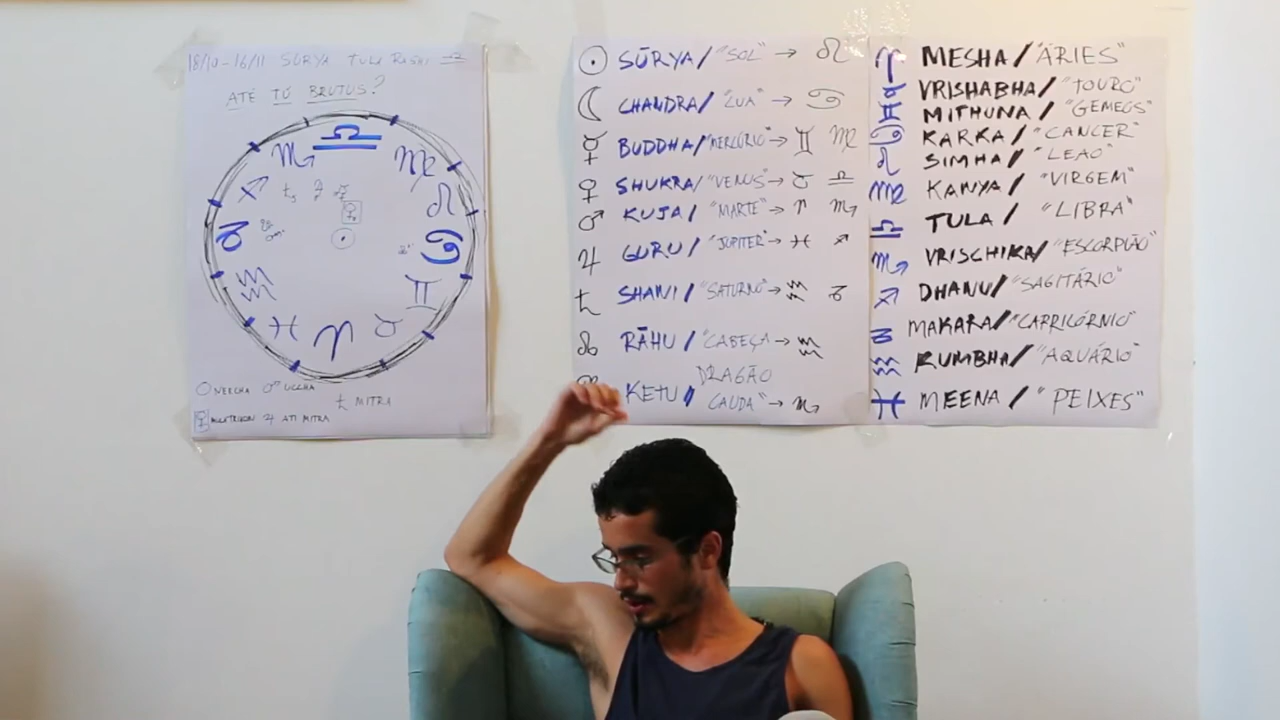 18/10 - 16/11 SŪRYA TULA RASHI ♎
ATÉ TÚ BRUTUS?
NEECHA UCCHA
♄ MITRA
♃ ATI MITRA
☉ SŪRYA / "SOL" → ♌
☾ CHANDRA / "LUA" → ♋
☿ BUDDHA / "MERCÚRIO" → ♊ ♍
♀ SHUKRA / "VENUS" → ♉ ♎
♂ KUJA / "MARTE" → ♈ ♏
♃ GURU / "JUPITER" → ♓ ♐
♄ SHANI / "SATURNO" → ♒ ♑
☊ RĀHU / "CABEÇA → ♒
DRAGÃO
KETU / CAUDA" → ♏
♈ MESHA / "ÁRIES"
♉ VRISHABHA / "TOURO"
♊ MITHUNA / "GEMEOS"
♋ KARKA / "CANCER"
♌ SIMHA / "LEAO"
♍ KANYA / "VIRGEM"
♎ TULA / "LIBRA"
♏ VRISCHIKA / "ESCORPIÃO"
♐ DHANU / "SAGITÁRIO"
♑ MAKARA / "CAPRICÓRNIO"
♒ KUMBHA / "AQUÁRIO"
♓ MEENA / "PEIXES"